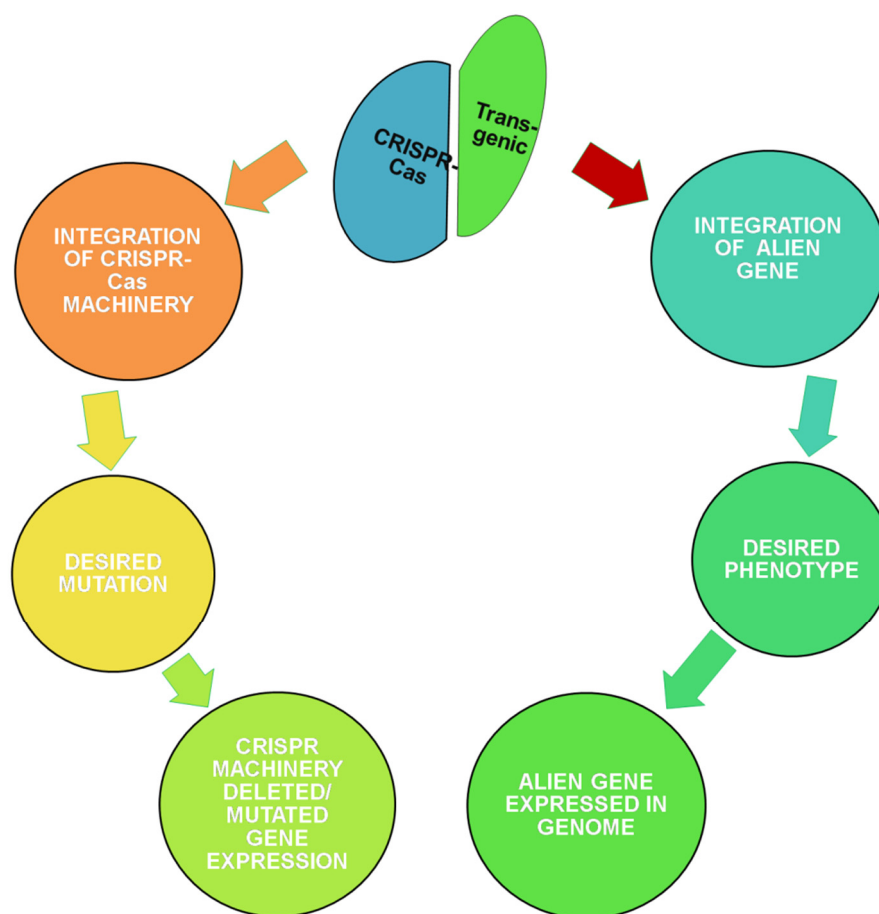 CRISPR-
Cas
Trans-
genic
INTEGRATION
OF CRISPR-
Cas
MACHINERY
INTEGRATION
OF ALIEN
GENE
DESIRED
MUTATION
DESIRED
PHENOTYPE
CRISPR
MACHINERY
DELETED/
MUTATED
GENE
EXPRESSION
ALIEN GENE
EXPRESSED IN
GENOME